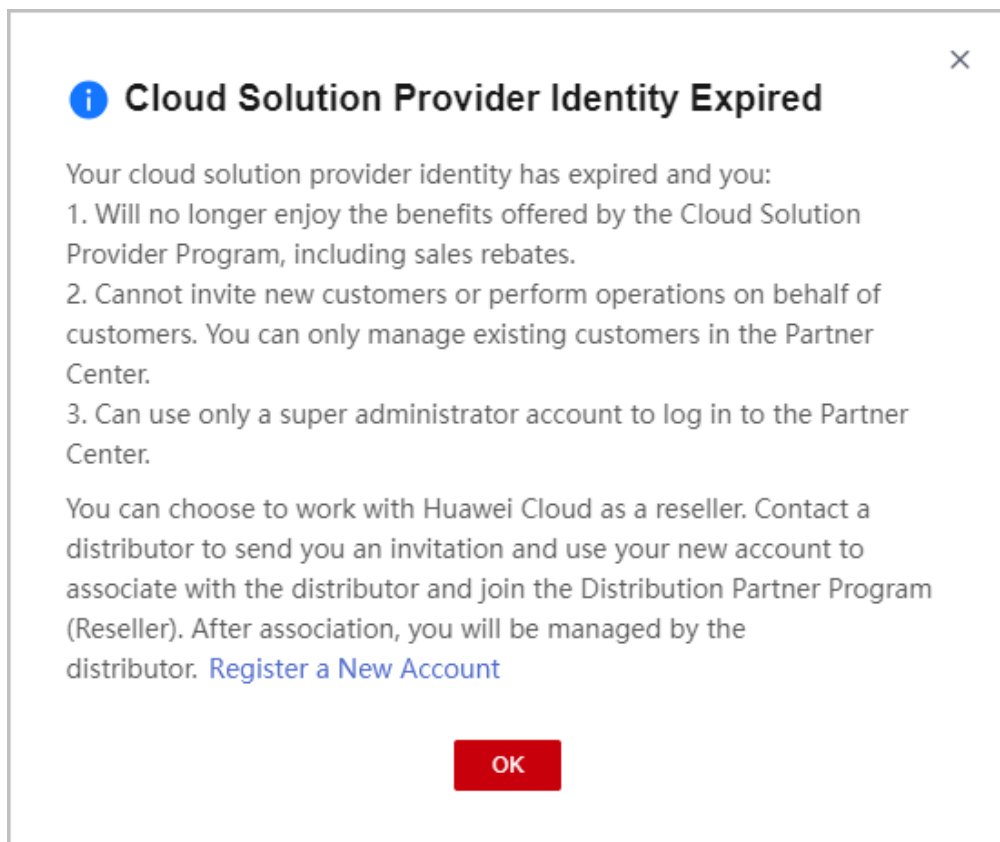 Cloud Solution Provider Identity Expired
Your cloud solution provider identity has expired and you:
1. Will no longer enjoy the benefits offered by the Cloud Solution
Provider Program, including sales rebates.
2. Cannot invite new customers or perform operations on behalf of
customers. You can only manage existing customers in the Partner
Center.
3. Can use only a super administrator account to log in to the Partner
Center.
You can choose to work with Huawei Cloud as a reseller. Contact a
distributor to send you an invitation and use your new account to
associate with the distributor and join the Distribution Partner Program
(Reseller). After association, you will be managed by the
distributor. Register a New Account
OK